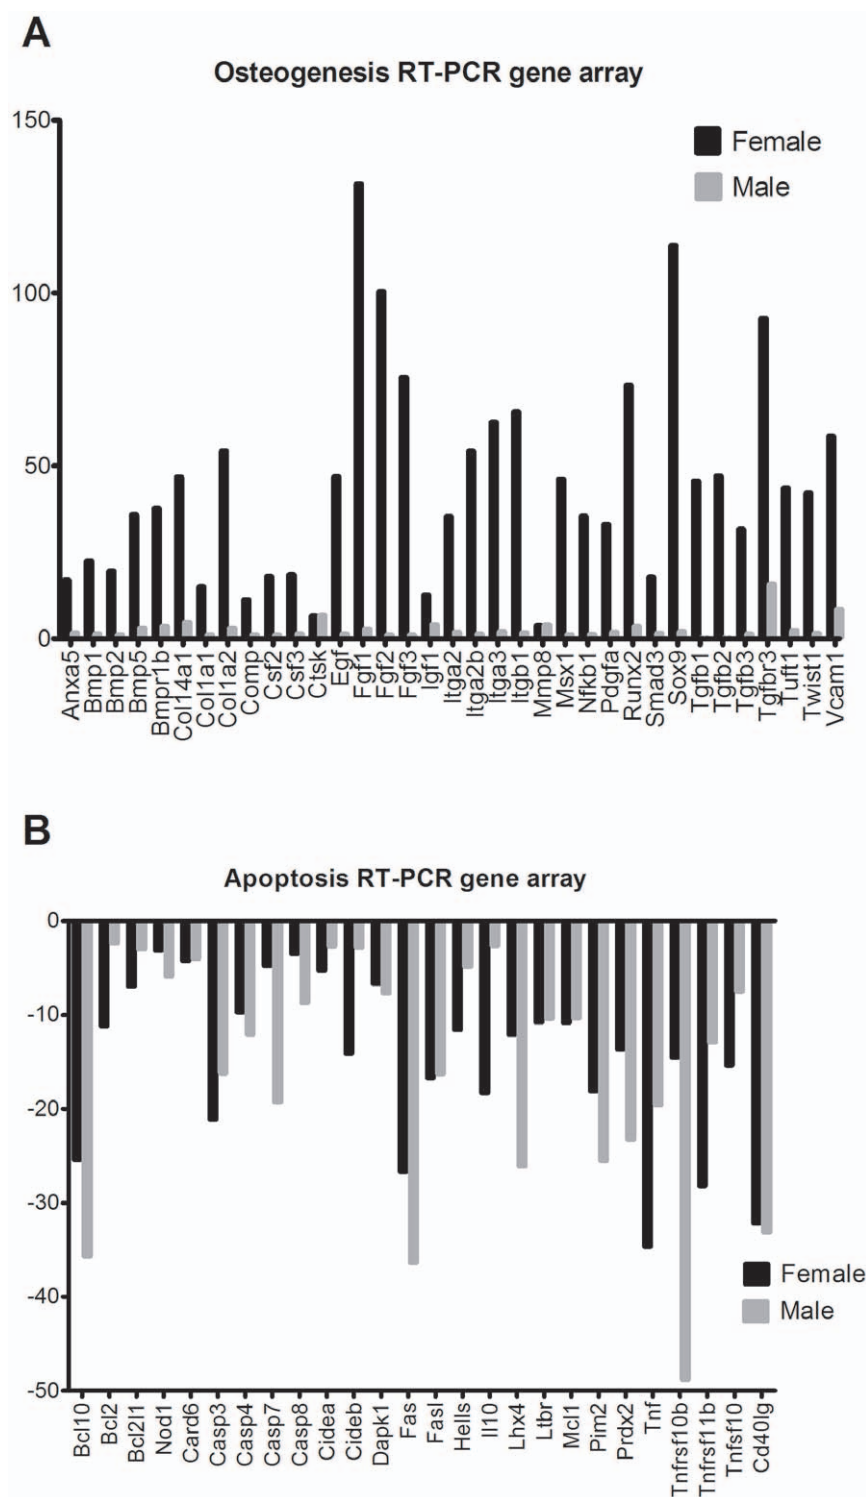 A
Osteogenesis RT-PCR gene array
150
100
50
0
Female
Male
Anxa5
Bmp1
Bmp2
Bmp5
Bmpr1b
Col14a1
Col1a1
Col1a2
Comp
Csf2
Csf3
Ctsk
Egf
Fgf1
Fgf2
Fgf3
Igf1
Itga2
Itga2b
Itga3
Itgb1
Mmp8
Msx1
Nfkb1
Pdgfa
Runx2
Smad3
Sox9
Tgfb1
Tgfb2
Tgfb3
Tgfbr3
Tuft1
Twist1
Vcam1
B
Apoptosis RT-PCR gene array
0
-10
-20
-30
-40
-50
Female
Male
Bcl10
Bcl2
Bcl2l1
Nod1
Card6
Casp3
Casp4
Casp7
Casp8
Cidea
Cideb
Dapk1
Fas
Fasl
Hells
Il10
Lhx4
Ltbr
Mcl1
Pim2
Prdx2
Tnf
Tnfrsf10b
Tnfrsf11b
Tnfsf10
Cd40lg